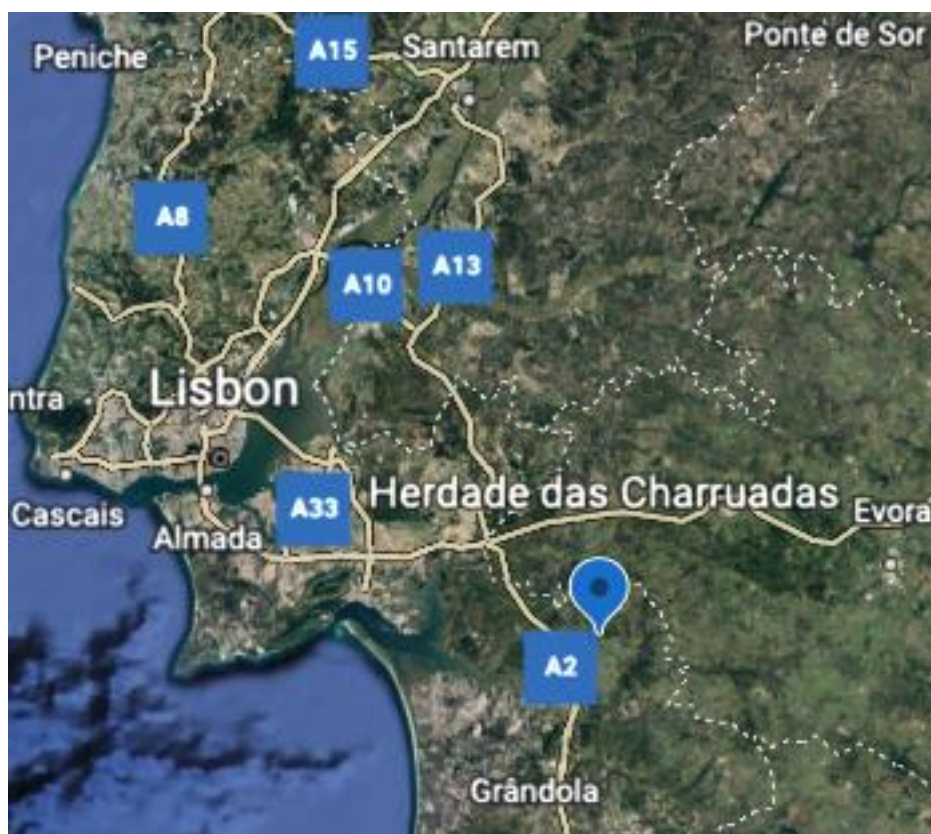 Ponte de Sor
A15
Santarem
Peniche
A8
A13
A10
Lisbon
ntra
Herdade das Charruadas
A33
Evora
Cascais
Almada
A2
Grândola